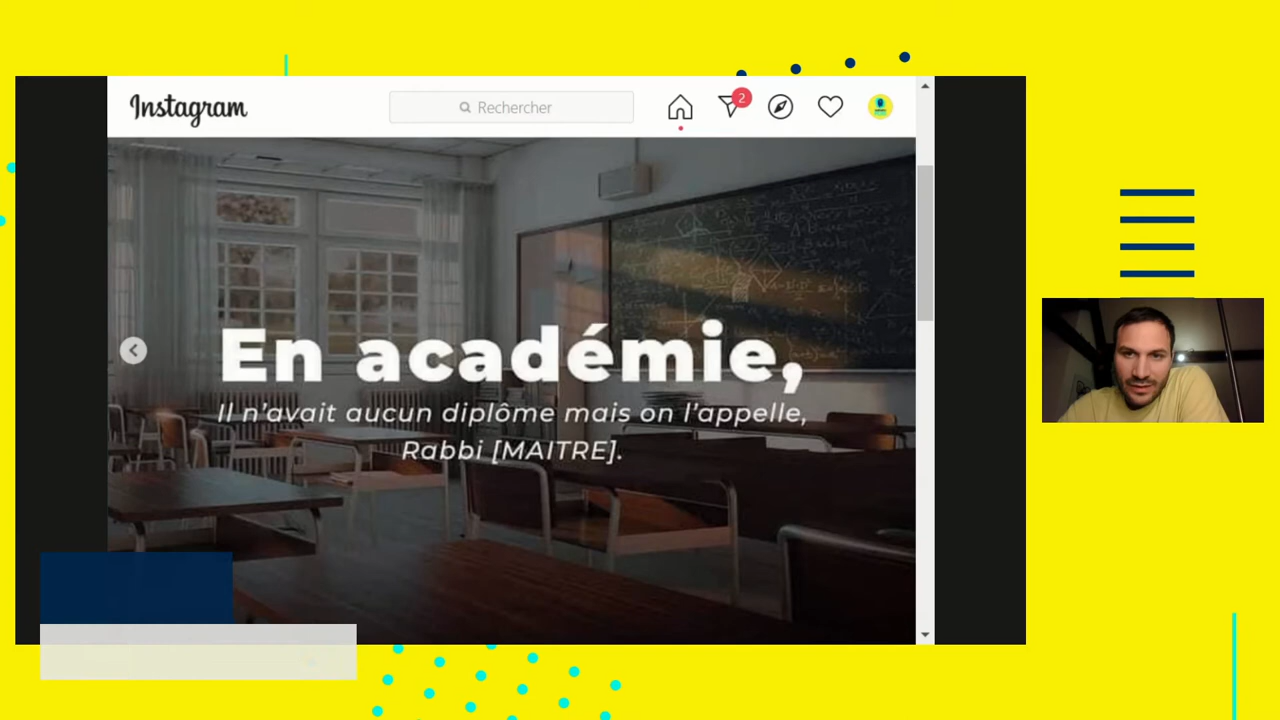 Instagram
Rechercher
2
En académie,
Il n'avait aucun diplôme mais on l'appelle,
Rabbi [MAITRE].